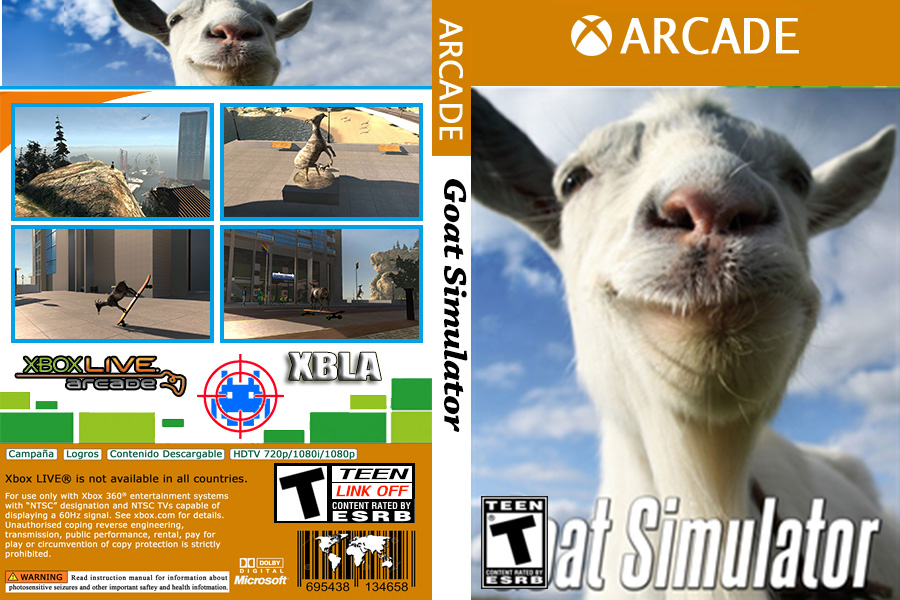 XBOX LIVE
arcade
XBLA
Campaña Logros Contenido Descargable HDTV 720p/1080i/1080p
Xbox LIVE® is not available in all countries.
For use only with Xbox 360® entertainment systems
with “NTSC” designation and NTSC TVs capable of
displaying a 60Hz signal. See xbox.com for details.
Unauthorised coping reverse engineering,
transmission, public performance, rental, pay for
play or circumvention of copy protection is strictly
prohibited.
WARNING Read instruction manual for information about
photosensitive seizures and other important saftey and health infomation.
T
TEEN
LINK OFF
CONTENT RATED BY
ESRB
DOLBY
DIGITAL
Microsoft
695438 134658
ARCADE
Goat Simulator
ARCADE
oat Simulator
TEEN
T
CONTENT RATED BY
ESRB